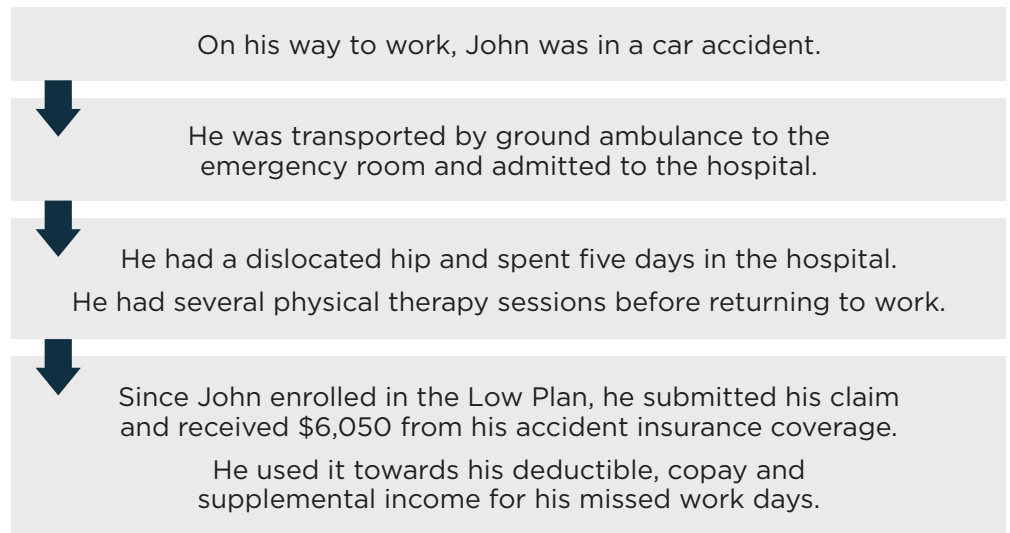 On his way to work, John was in a car accident.
He was transported by ground ambulance to the
emergency room and admitted to the hospital.
He had a dislocated hip and spent five days in the hospital.
He had several physical therapy sessions before returning to work.
Since John enrolled in the Low Plan, he submitted his claim
and received $6,050 from his accident insurance coverage.
He used it towards his deductible, copay and
supplemental income for his missed work days.